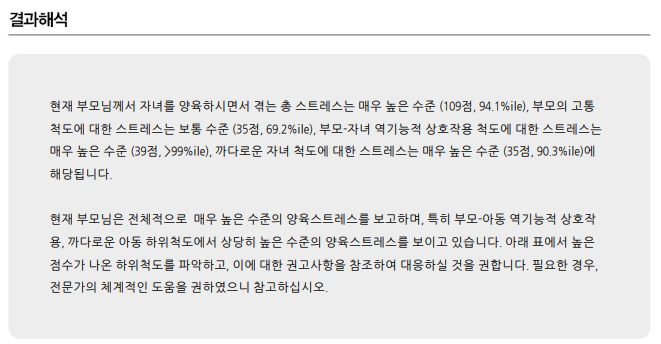 결과해석
현재 부모님께서 자녀를 양육하시면서 겪는 총 스트레스는 매우 높은 수준 (109점, 94.1%ile), 부모의 고통
척도에 대한 스트레스는 보통 수준 (35점, 69.2%ile), 부모-자녀 역기능적 상호작용 척도에 대한 스트레스는
매우 높은 수준 (39점, >99%ile), 까다로운 자녀 척도에 대한 스트레스는 매우 높은 수준 (35점, 90.3%ile)에
해당됩니다.
현재 부모님은 전체적으로 매우 높은 수준의 양육스트레스를 보고하며, 특히 부모-아동 역기능적 상호작
용, 까다로운 아동 하위척도에서 상당히 높은 수준의 양육스트레스를 보이고 있습니다. 아래 표에서 높은
점수가 나온 하위척도를 파악하고, 이에 대한 권고사항을 참조하여 대응하실 것을 권합니다. 필요한 경우,
전문가의 체계적인 도움을 권하였으니 참고하십시오.